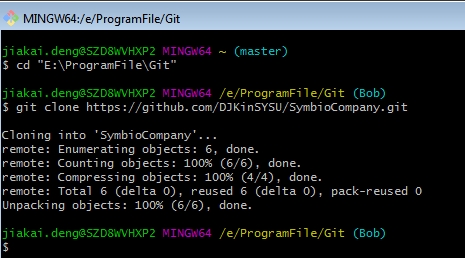 MINGW64:/e/ProgramFile/Git
jiakai.deng@SZD8WVHXP2 MINGW64 ~ (master)
$ cd "E:\ProgramFile\Git"
jiakai.deng@SZD8WVHXP2 MINGW64 /e/ProgramFile/Git (Bob)
$ git clone https://github.com/DJKinSYSU/SymbioCompany.git
Cloning into 'SymbioCompany'...
remote: Enumerating objects: 6, done.
remote: Counting objects: 100% (6/6), done.
remote: Compressing objects: 100% (4/4), done.
remote: Total 6 (delta 0), reused 6 (delta 0), pack-reused 0
Unpacking objects: 100% (6/6), done.
jiakai.deng@SZD8WVHXP2 MINGW64 /e/ProgramFile/Git (Bob)
$